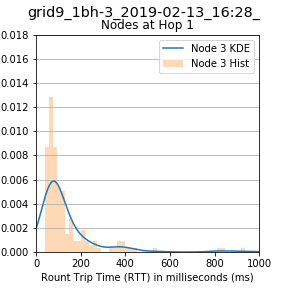 grid9_1bh-3_2019-02-13_16:28_
Nodes at Hop 1
0.018
0.016
0.014
0.012
0.010
0.008
0.006
0.004
0.002
0.000
Node 3 KDE
Node 3 Hist
0 200 400 600 800 1000
Rount Trip Time (RTT) in milliseconds (ms)